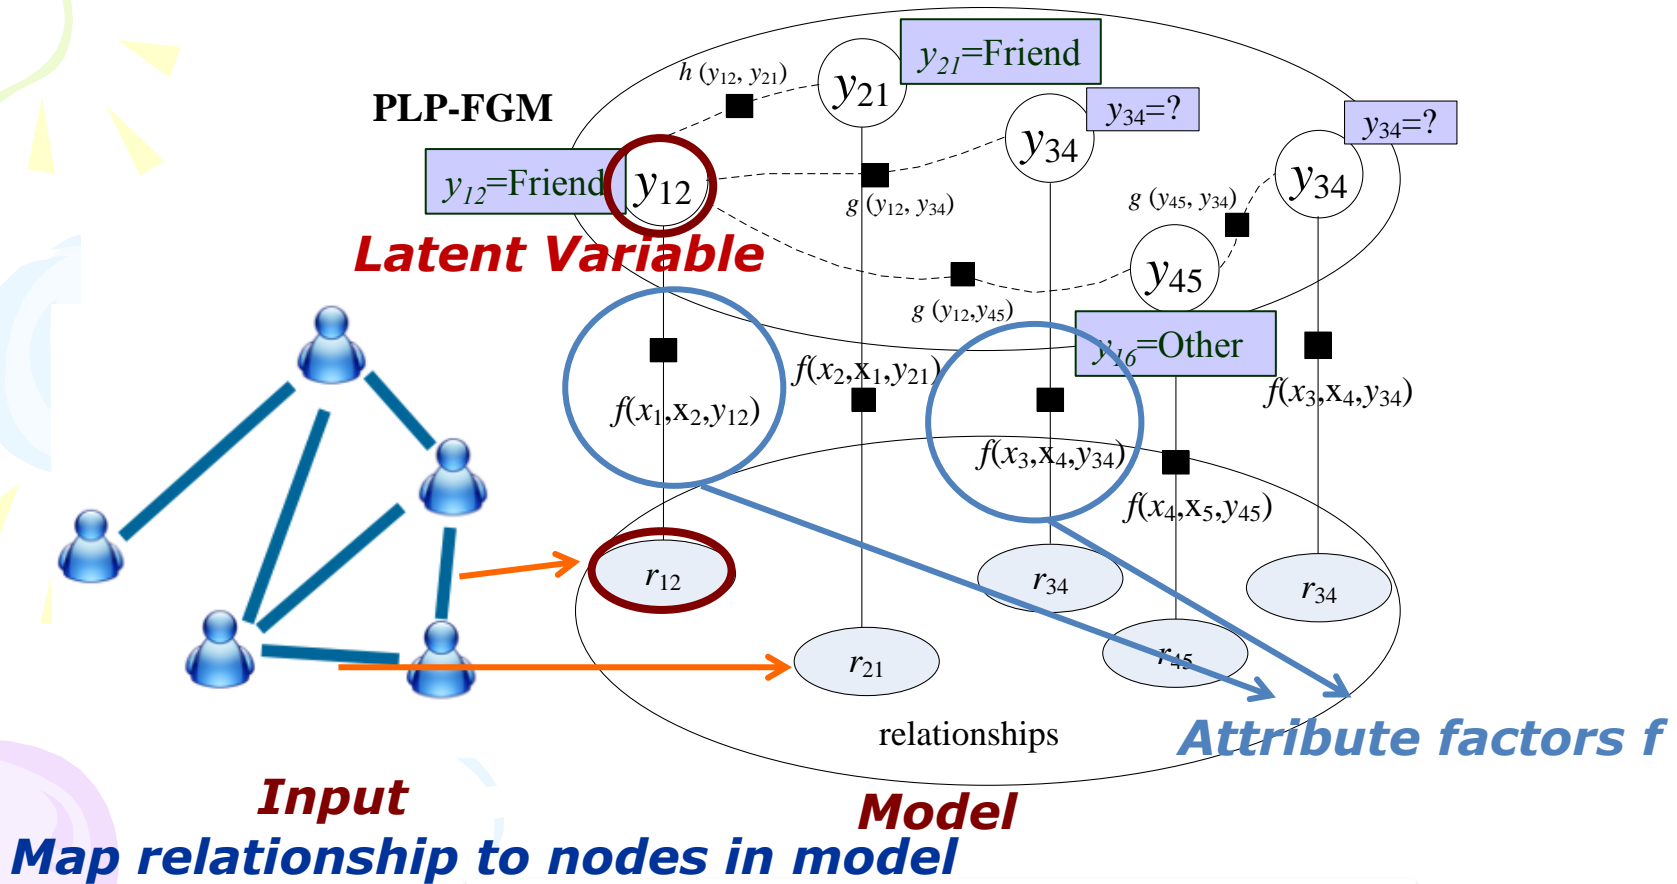 h (y12, y21)
y21
y21=Friend
PLP-FGM
y34
y34=?
y34=?
y12=Friend
y12
y34
g (y12, y34)
g (y45, y34)
Latent Variable
y45
g (y12,y45)
y16=Other
f(x2,x1,y21)
f(x1,x2,y12)
f(x3,x4,y34)
f(x3,x4,y34)
f(x4,x5,y45)
r12
r34
r34
r21
r45
relationships
Attribute factors f
Input
Model
Map relationship to nodes in model